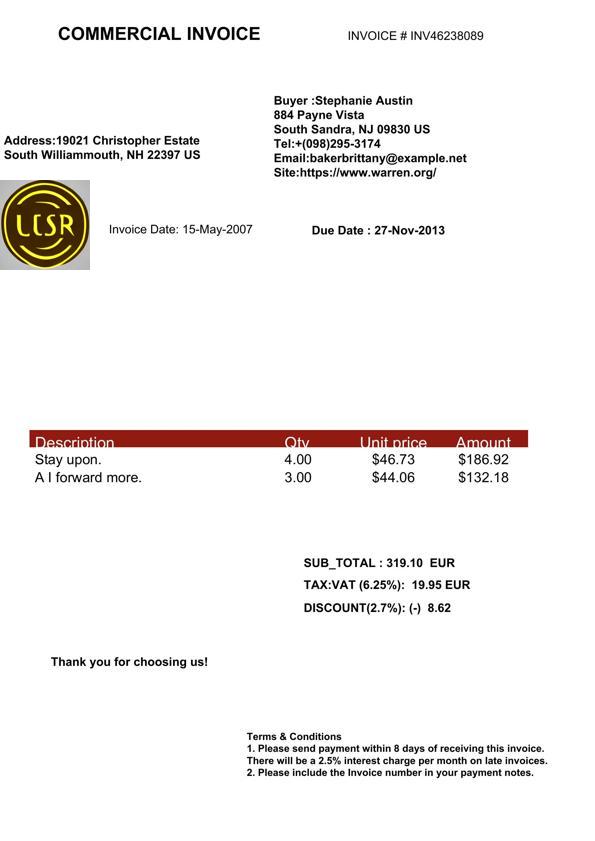 COMMERCIAL INVOICE
INVOICE # INV46238089
Buyer :Stephanie Austin
884 Payne Vista
South Sandra, NJ 09830 US
Tel:+(098)295-3174
Email:bakerbrittany@example.net
Site:https://www.warren.org/
Address:19021 Christopher Estate
South Williammouth, NH 22397 US
LCSR
Invoice Date: 15-May-2007
Due Date : 27-Nov-2013
Description Qty Unit price Amount
Stay upon. 4.00 $46.73 $186.92
A I forward more. 3.00 $44.06 $132.18
SUB_TOTAL : 319.10 EUR
TAX:VAT (6.25%): 19.95 EUR
DISCOUNT(2.7%): (-) 8.62
Thank you for choosing us!
Terms & Conditions
1. Please send payment within 8 days of receiving this invoice.
There will be a 2.5% interest charge per month on late invoices.
2. Please include the Invoice number in your payment notes.